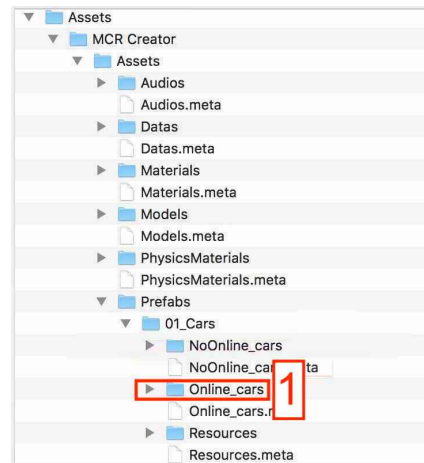 Assets
MCR Creator
Assets
Audios
Audios.meta
Datas
Datas.meta
Materials
Materials.meta
Models
Models.meta
PhysicsMaterials
PhysicsMaterials.meta
Prefabs
01_Cars
NoOnline_cars
NoOnline_ca ta
Online_cars 1
Online_cars.
Resources
Resources.meta